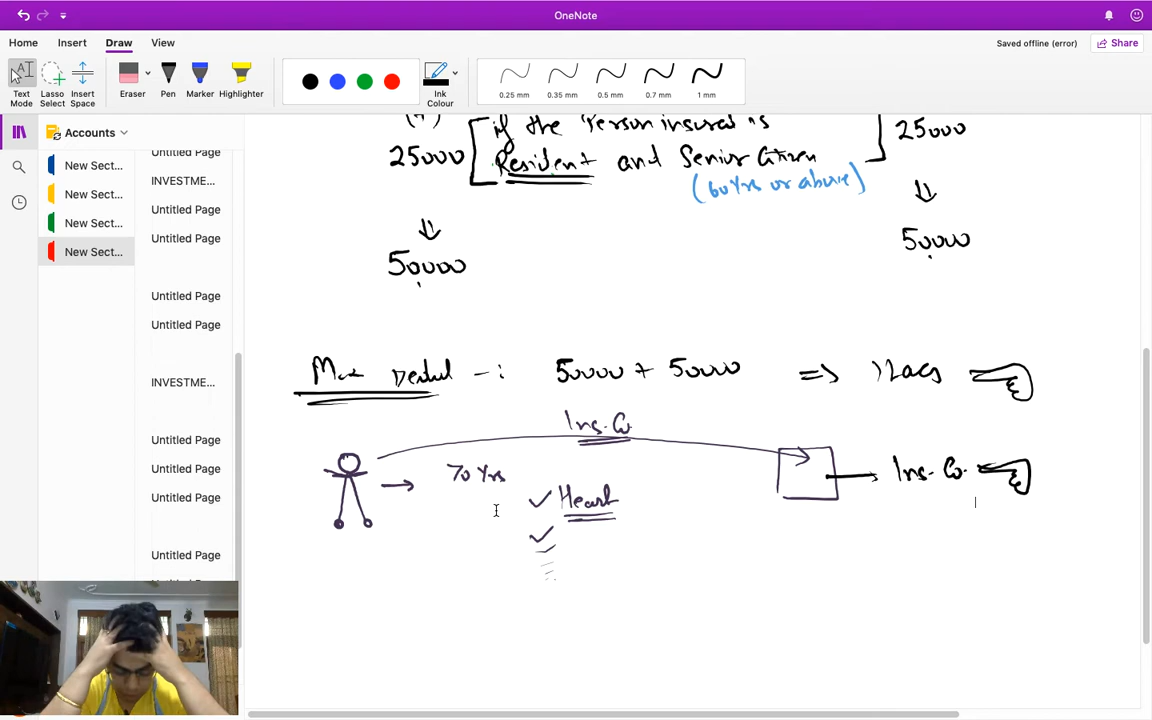 OneNote
Home Insert Draw View
Saved offline (error)
Share
Text Mode
Lasso Select
Insert Space
Eraser
Pen
Marker
Highlighter
Ink Colour
0.25 mm
0.35 mm
0.5 mm
0.7 mm
1 mm
Accounts
New Sect...
New Sect...
New Sect...
New Sect...
Untitled Page
INVESTME...
Untitled Page
Untitled Page
Untitled Page
Untitled Page
INVESTME...
Untitled Page
Untitled Page
Untitled Page
Untitled Page
if the Person insured is
25000
25000
Resident and Senior Citizen
(60 Yrs or above)
50000
50000
-: 50000 + 50000 => 1 Lacs
Ins. Co
70 Yrs
Ins. Co.
Heart